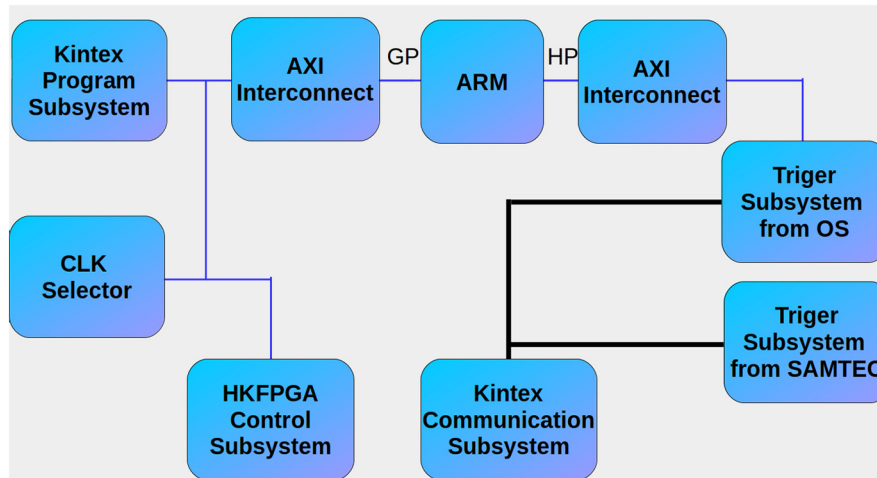 Kintex
Program
Subsystem
AXI
Interconnect
GP
ARM
HP
AXI
Interconnect
Triger
Subsystem
from OS
CLK
Selector
Triger
Subsystem
from SAMTEC
HKFPGA
Control
Subsystem
Kintex
Communication
Subsystem